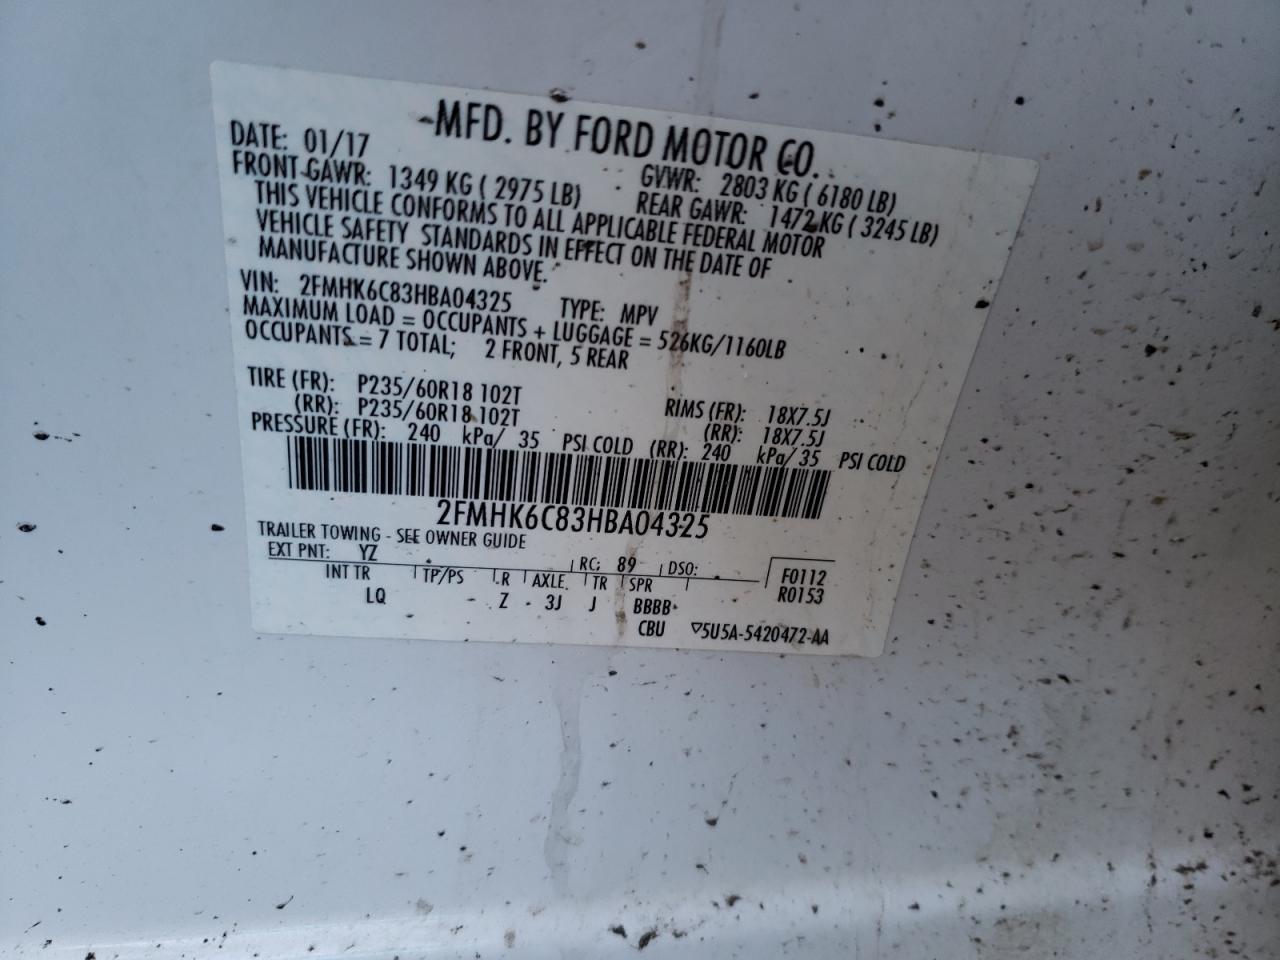 MFD. BY FORD MOTOR CO.
DATE: 01/17 GVWR: 2803 KG ( 6180 LB)
FRONT GAWR: 1349 KG ( 2975 LB) REAR GAWR: 1472 KG ( 3245 LB)
THIS VEHICLE CONFORMS TO ALL APPLICABLE FEDERAL MOTOR
VEHICLE SAFETY STANDARDS IN EFFECT ON THE DATE OF
MANUFACTURE SHOWN ABOVE.
VIN: 2FMHK6C83HBA04325 TYPE: MPV
MAXIMUM LOAD = OCCUPANTS + LUGGAGE = 526KG/1160LB
OCCUPANTS = 7 TOTAL; 2 FRONT, 5 REAR
TIRE (FR): P235/60R18 102T RIMS (FR): 18X7.5J
(RR): P235/60R18 102T (RR): 18X7.5J
PRESSURE (FR): 240 kPa/ 35 PSI COLD (RR): 240 kPa/ 35 PSI COLD
2FMHK6C83HBA04325
TRAILER TOWING - SEE OWNER GUIDE
EXT PNT: YZ RC: 89 DSO: F0112
INT TR TP/PS R AXLE TR SPR R0153
LQ Z 3J J BBBB
CBU ▽5U5A-5420472-AA